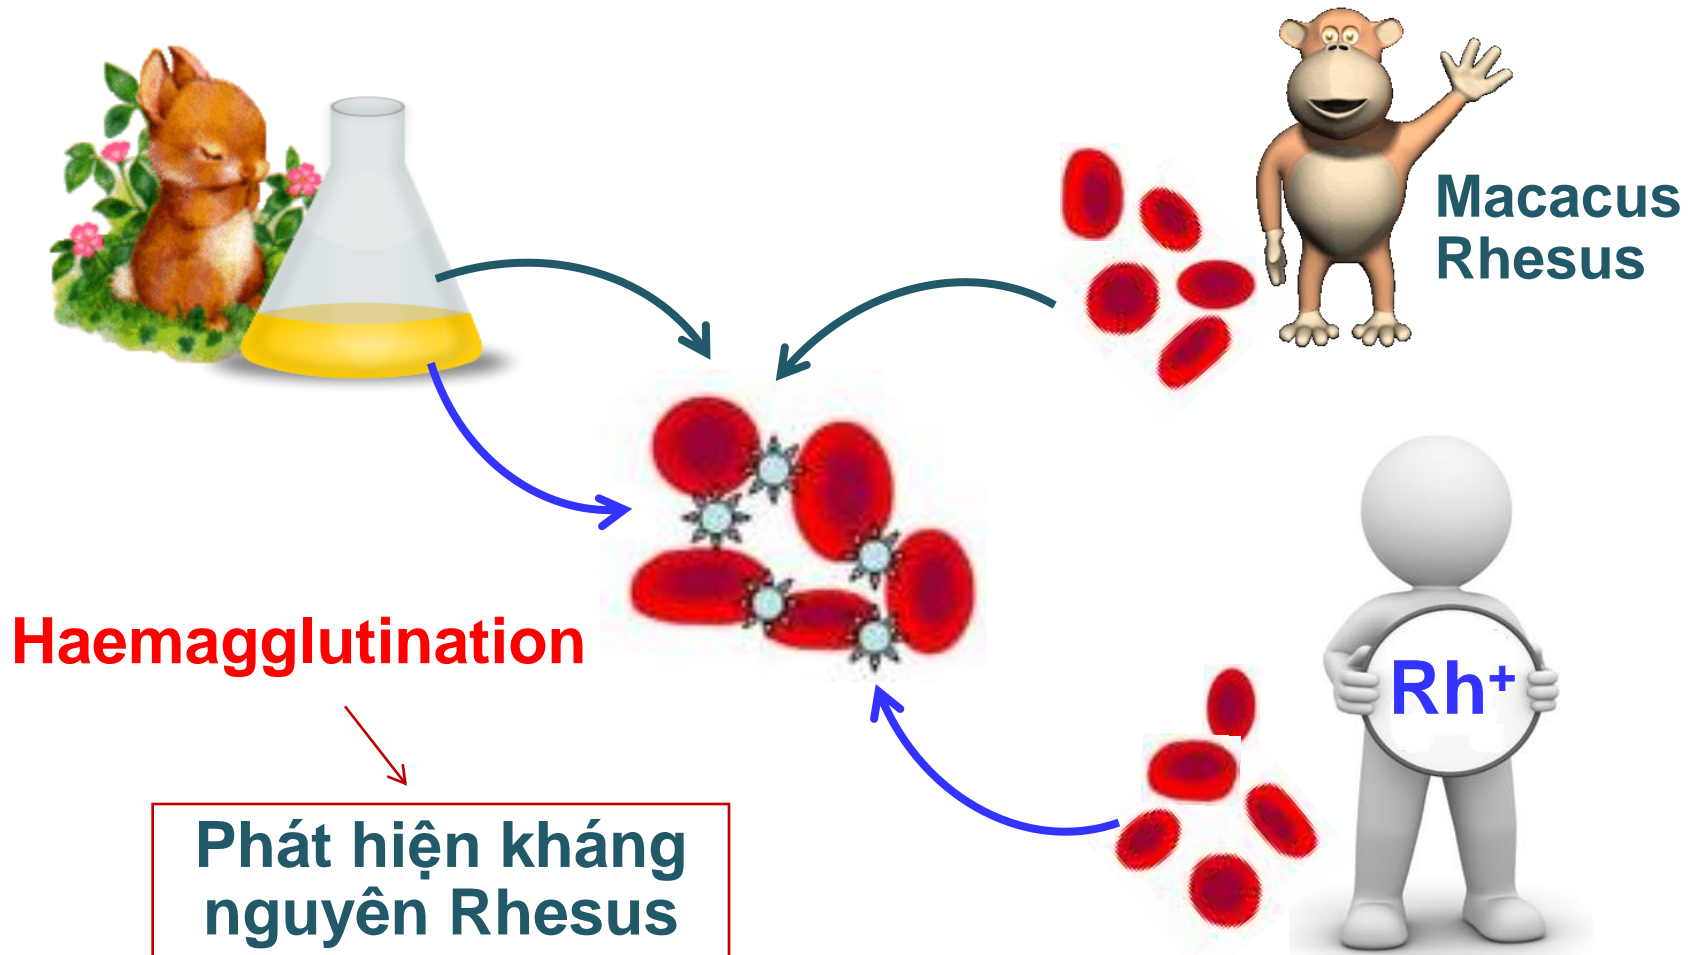 Macacus
Rhesus
Haemagglutination
Rh⁺
Phát hiện kháng
nguyên Rhesus